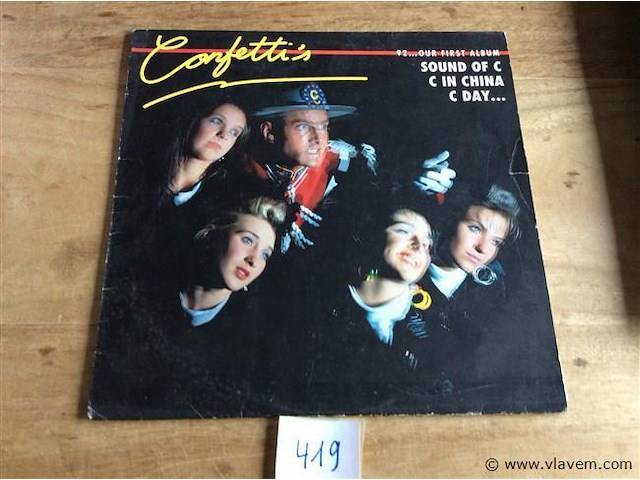 Confetti's
92...OUR FIRST ALBUM
SOUND OF C
C IN CHINA
C DAY...
C
419
© www.vlavem.com